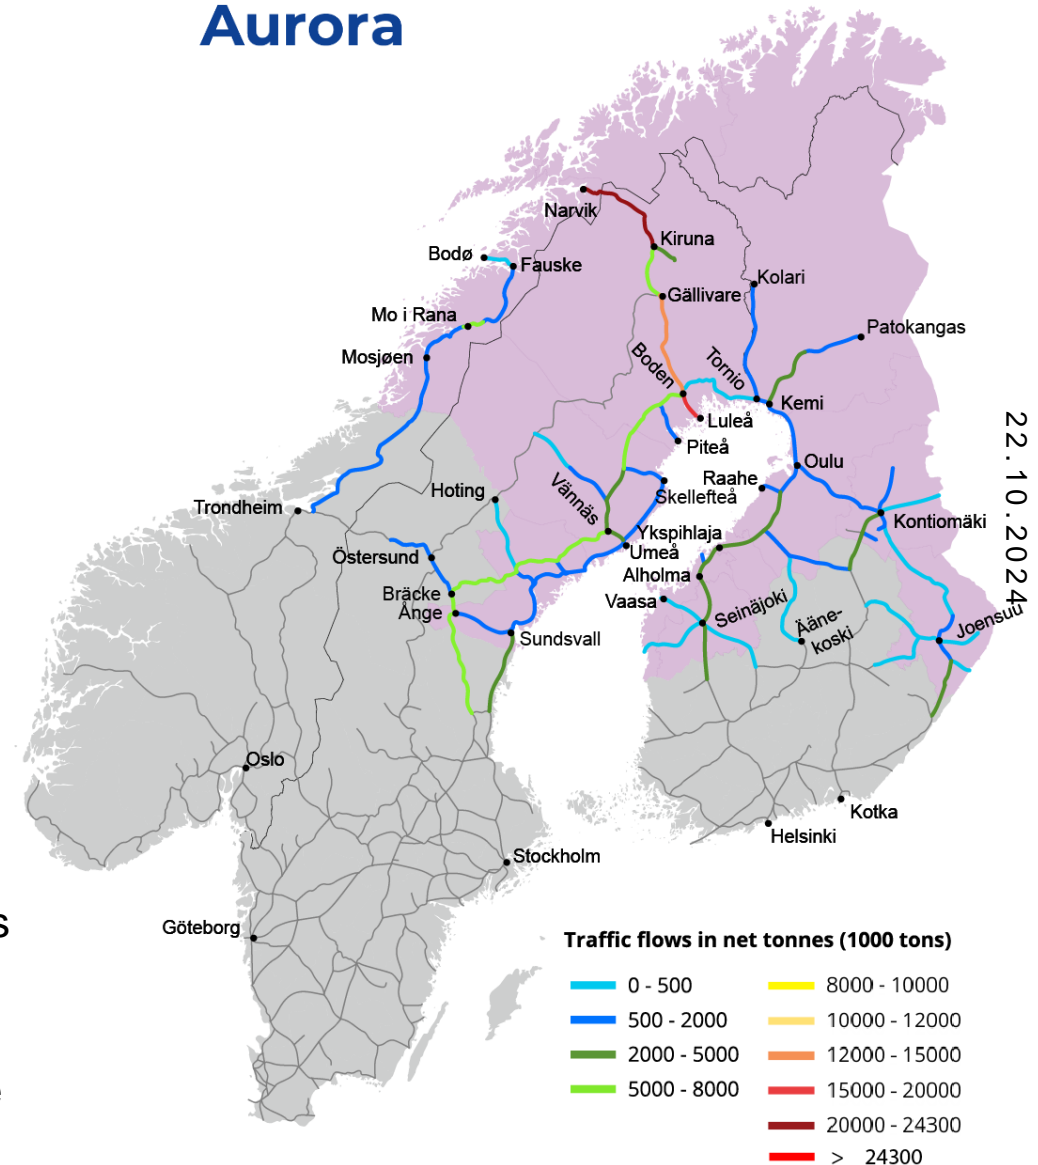 Aurora
Narvik
Kiruna
Bodø
Fauske
Kolari
Gällivare
Mo i Rana
Patokangas
Mosjøen
Boden
Tornio
Kemi
Luleå
Piteå
22.10.2024
Oulu
Raahe
Hoting
Skellefteå
Vännäs
Trondheim
Kontiomäki
Ykspihlaja
Umeå
Östersund
Alholma
Bräcke
Vaasa
Ånge
Seinäjoki
Ääne-
koski
Joensuu
Sundsvall
Oslo
Kotka
Helsinki
Stockholm
s
Göteborg
Traffic flows in net tonnes (1000 tons)
0 - 500
500 - 2000
2000 - 5000
5000 - 8000
8000 - 10000
10000 - 12000
12000 - 15000
15000 - 20000
20000 - 24300
> 24300